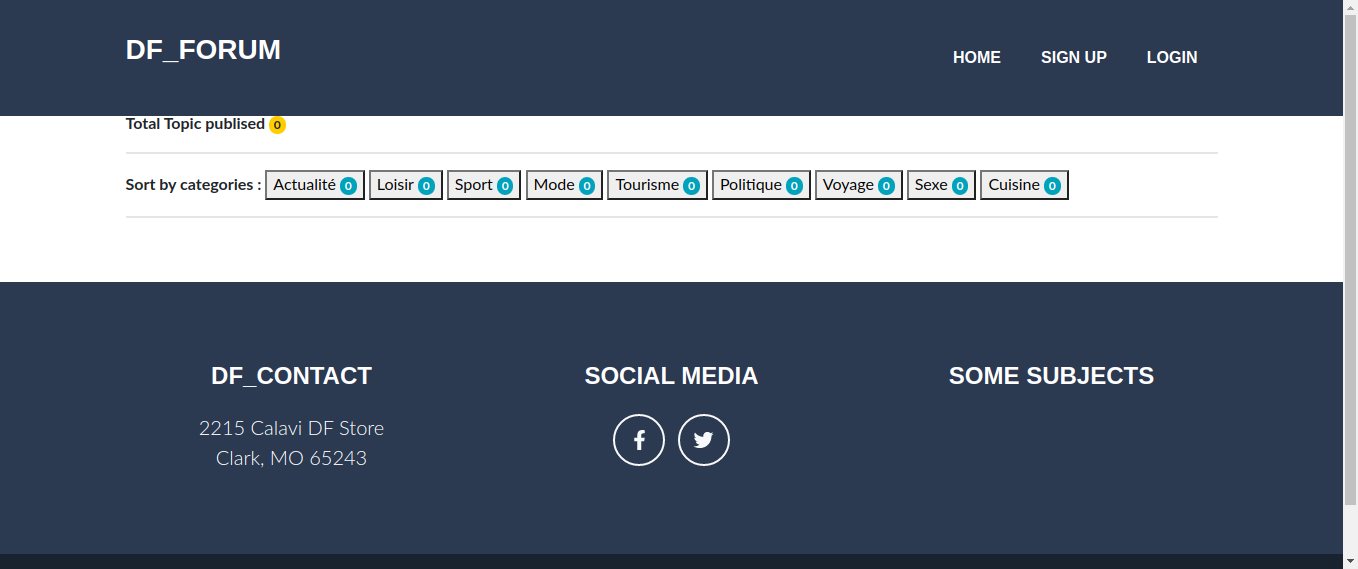 DF_FORUM
HOME SIGN UP LOGIN
Total Topic publised 0
Sort by categories : Actualité 0 Loisir 0 Sport 0 Mode 0 Tourisme 0 Politique 0 Voyage 0 Sexe 0 Cuisine 0
DF_CONTACT
2215 Calavi DF Store
Clark, MO 65243
SOCIAL MEDIA
SOME SUBJECTS